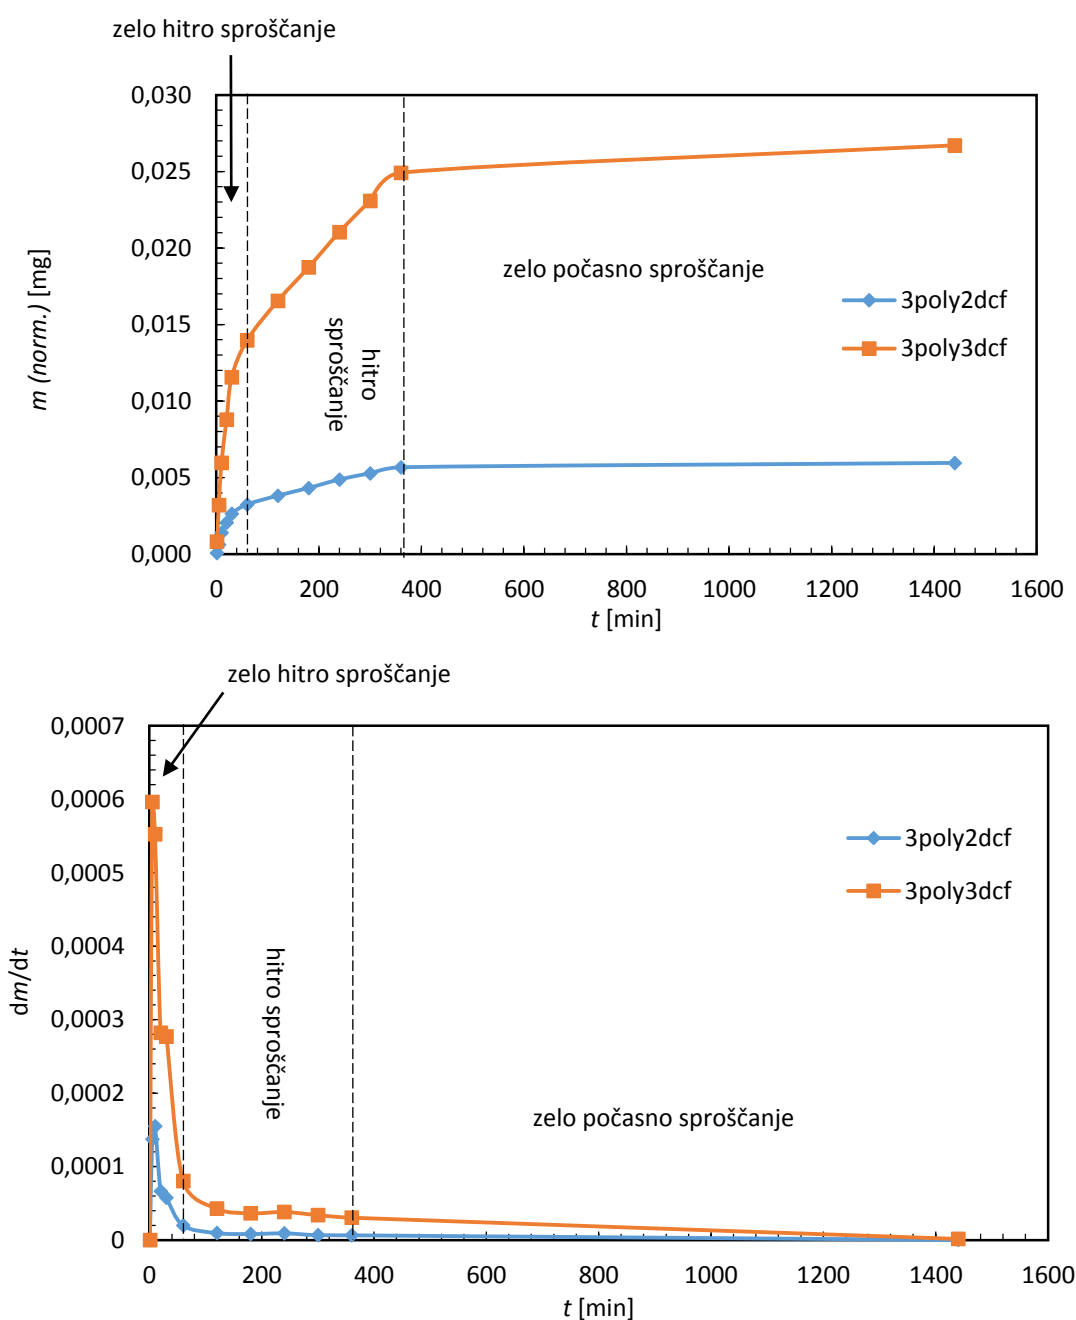 zelo hitro sproščanje
0,030
0,025
0,020
0,015
0,010
0,005
0,000
m (norm.) [mg]
zelo počasno sproščanje
hitro
sproščanje
3poly2dcf
3poly3dcf
0
200
400
600
800
1000
1200
1400
1600
t [min]
zelo hitro sproščanje
0,0007
0,0006
0,0005
0,0004
0,0003
0,0002
0,0001
0
dm/dt
3poly2dcf
3poly3dcf
hitro sproščanje
zelo počasno sproščanje
0
200
400
600
800
1000
1200
1400
1600
t [min]